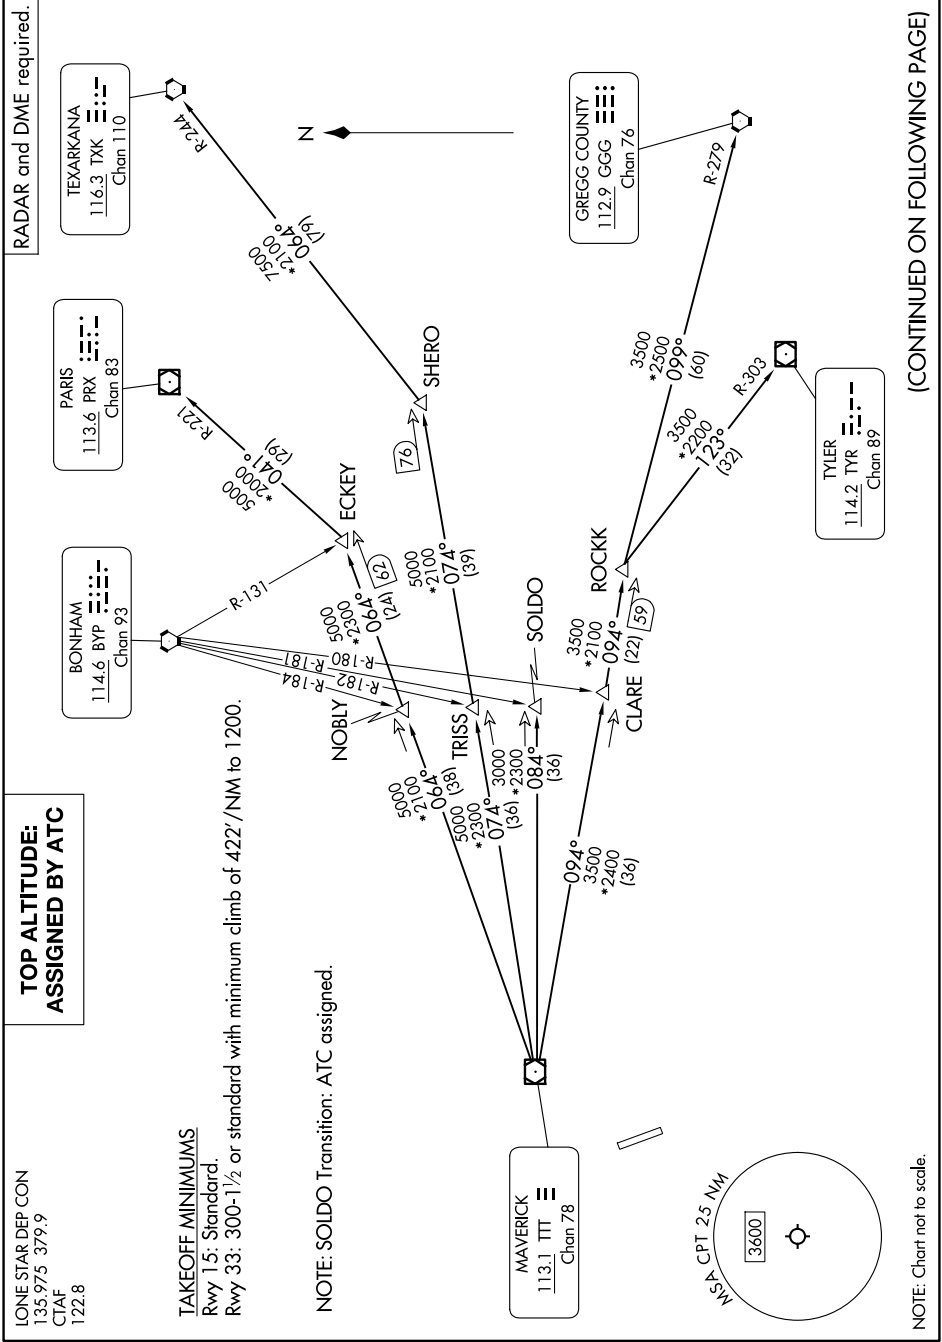 LONE STAR DEP CON
135.975 379.9
CTAF
122.8
TOP ALTITUDE:
ASSIGNED BY ATC
RADAR and DME required.
TAKEOFF MINIMUMS
Rwy 15: Standard.
Rwy 33: 300-1½ or standard with minimum climb of 422'/NM to 1200.
NOTE: SOLDO Transition: ATC assigned.
BONHAM
114.6 BYP
Chan 93
PARIS
113.6 PRX
Chan 83
TEXARKANA
116.3 TXK
Chan 110
R-131
R-184
R-181
R-182
R-180
R-221
R-244
N
5000
*2000
041°
(29)
7500
*2100
064°
(79)
ECKEY
62
SHERO
76
NOBLY
5000
*2300
064°
(24)
TRISS
5000
*2100
074°
(39)
SOLDO
5000
*2100
064°
(38)
5000
*2300
074°
(36)
3000
*2300
084°
(36)
094°
3500
*2400
(36)
CLARE
3500
*2100
094°
(22)
59
ROCKK
3500
*2500
099°
(60)
R-279
3500
*2200
123°
(32)
R-303
GREGG COUNTY
112.9 GGG
Chan 76
TYLER
114.2 TYR
Chan 89
MAVERICK
113.1 TTT
Chan 78
MSA CPT 25 NM
3600
NOTE: Chart not to scale.
(CONTINUED ON FOLLOWING PAGE)